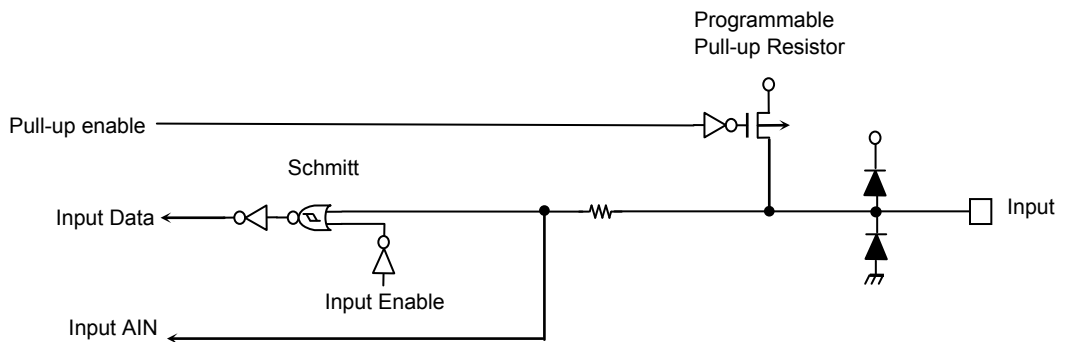 Programmable
Pull-up Resistor
Pull-up enable
Schmitt
Input Data
Input
Input Enable
Input AIN